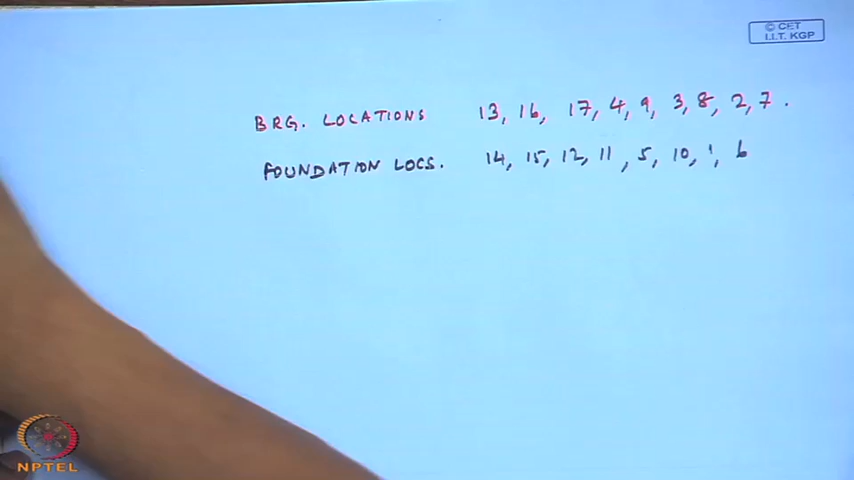 © CET
I.I.T. KGP
BRG. LOCATIONS 13, 16, 17, 4, 9, 3, 8, 2, 7.
FOUNDATION LOCS. 14, 15, 12, 11, 5, 10, 1, 6
NPTEL